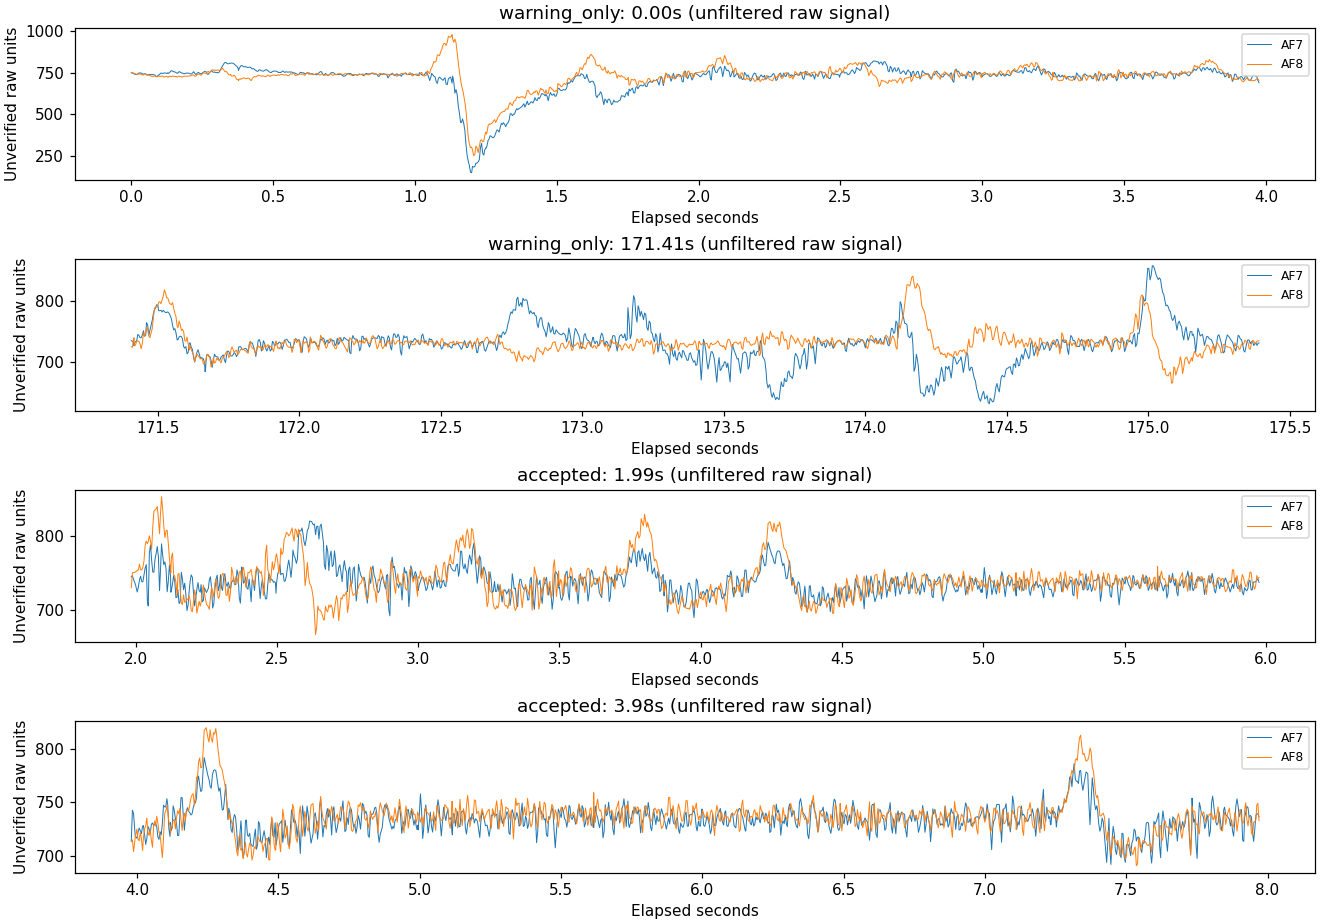 warning_only: 0.00s (unfiltered raw signal)
Unverified raw units
1000
750
500
250
AF7
AF8
0.0 0.5 1.0 1.5 2.0 2.5 3.0 3.5 4.0
Elapsed seconds
warning_only: 171.41s (unfiltered raw signal)
Unverified raw units
800
700
AF7
AF8
171.5 172.0 172.5 173.0 173.5 174.0 174.5 175.0 175.5
Elapsed seconds
accepted: 1.99s (unfiltered raw signal)
Unverified raw units
800
700
AF7
AF8
2.0 2.5 3.0 3.5 4.0 4.5 5.0 5.5 6.0
Elapsed seconds
accepted: 3.98s (unfiltered raw signal)
Unverified raw units
800
750
700
AF7
AF8
4.0 4.5 5.0 5.5 6.0 6.5 7.0 7.5 8.0
Elapsed seconds